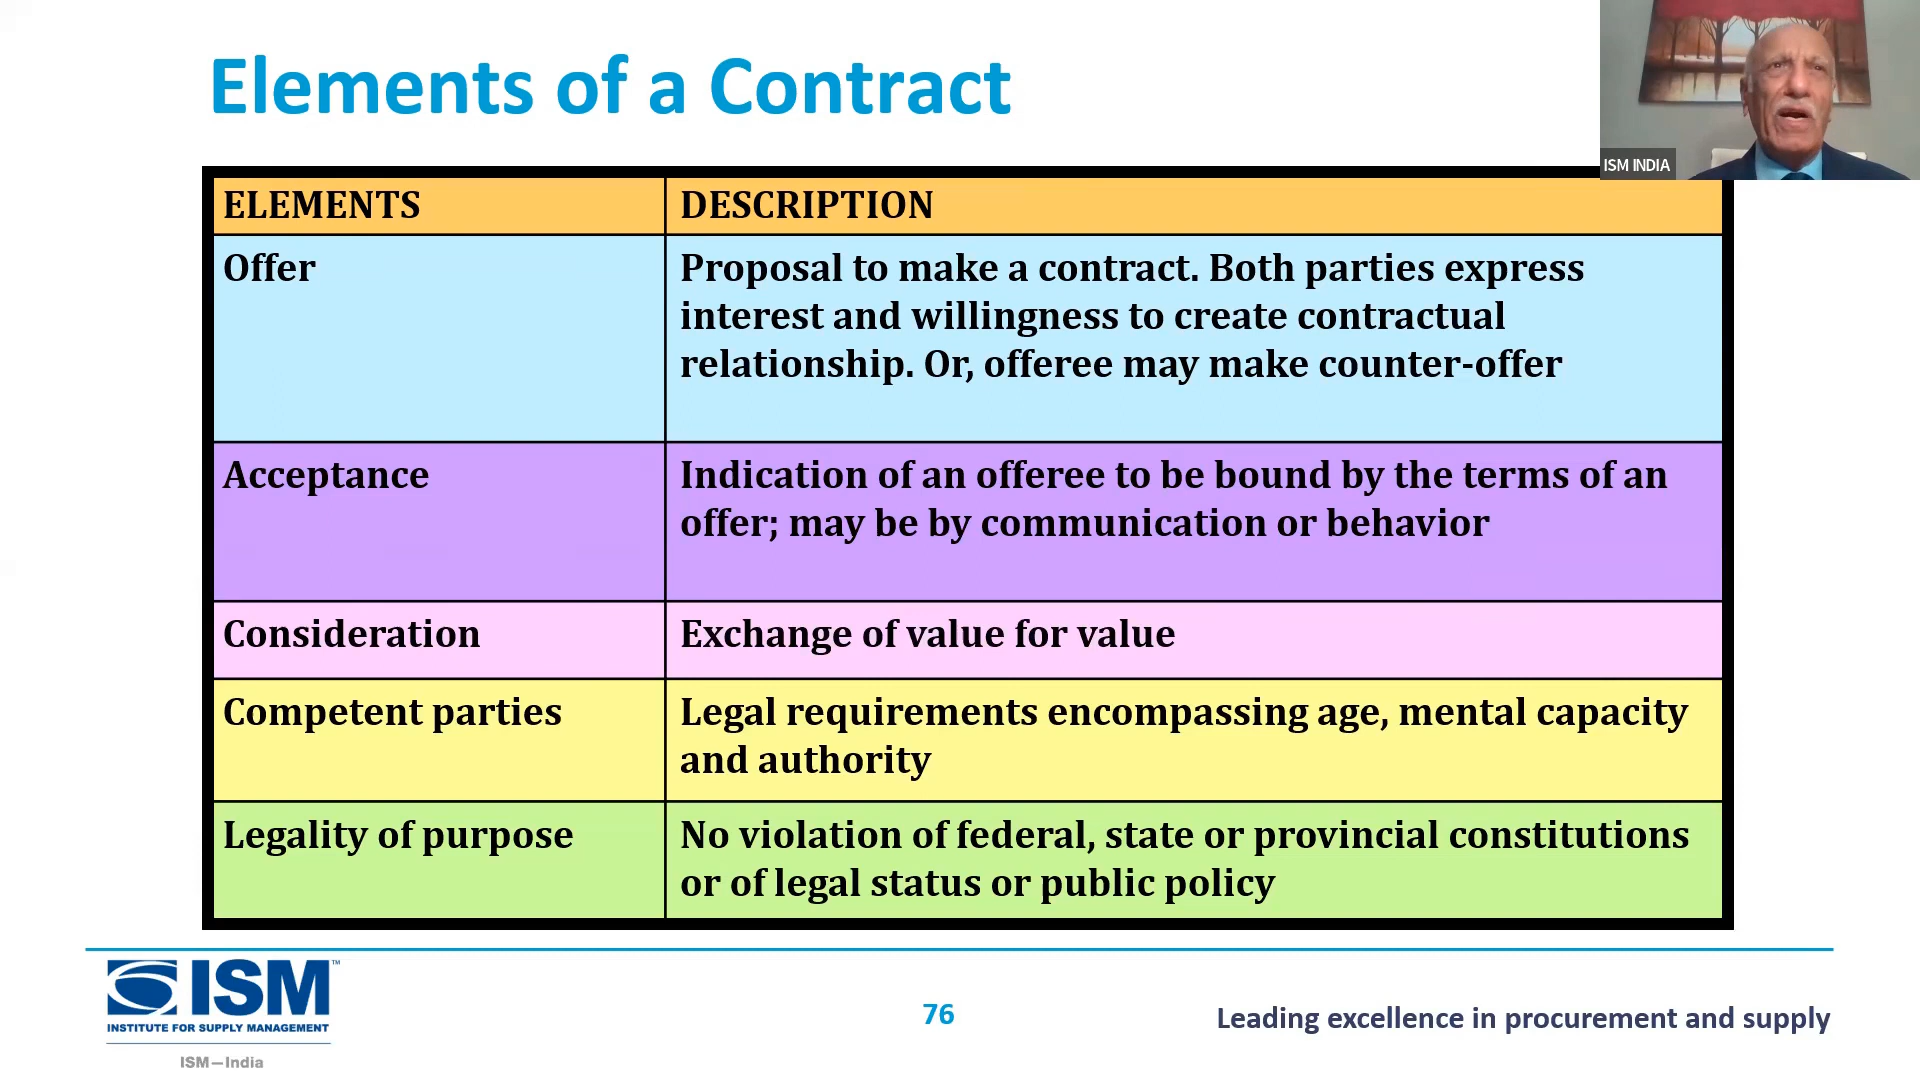 Elements of a Contract
ISM INDIA
ELEMENTS
DESCRIPTION
Offer
Proposal to make a contract. Both parties express
interest and willingness to create contractual
relationship. Or, offeree may make counter-offer
Acceptance
Indication of an offeree to be bound by the terms of an
offer; may be by communication or behavior
Consideration
Exchange of value for value
Competent parties
Legal requirements encompassing age, mental capacity
and authority
Legality of purpose
No violation of federal, state or provincial constitutions
or of legal status or public policy
ISM™
INSTITUTE FOR SUPPLY MANAGEMENT
ISM—India
76
Leading excellence in procurement and supply